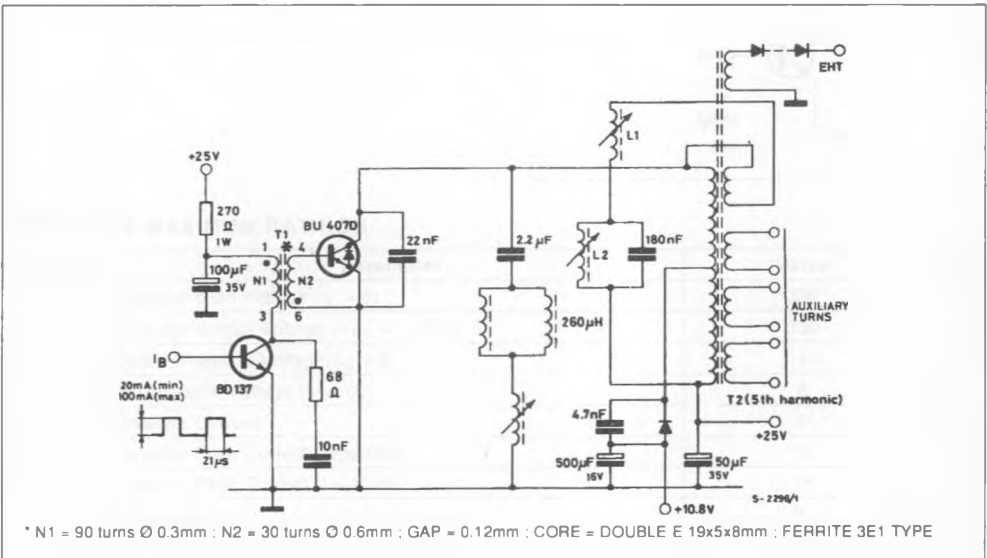 EHT
L1
+25V
270
Ω
1W
T1
BU 407D
1 * 4
22nF
2.2µF
L2
180nF
100µF
35V
N1 N2
3 6
260µH
AUXILIARY
TURNS
IB
BD137
68
Ω
T2(5th harmonic)
20mA(min)
100mA(max)
4.7nF
+25V
21µs
10nF
500µF
16V
50µF
35V
S-2296/1
+10.8V
* N1 = 90 turns Ø 0.3mm ; N2 = 30 turns Ø 0.6mm ; GAP = 0.12mm ; CORE = DOUBLE E 19x5x8mm ; FERRITE 3E1 TYPE